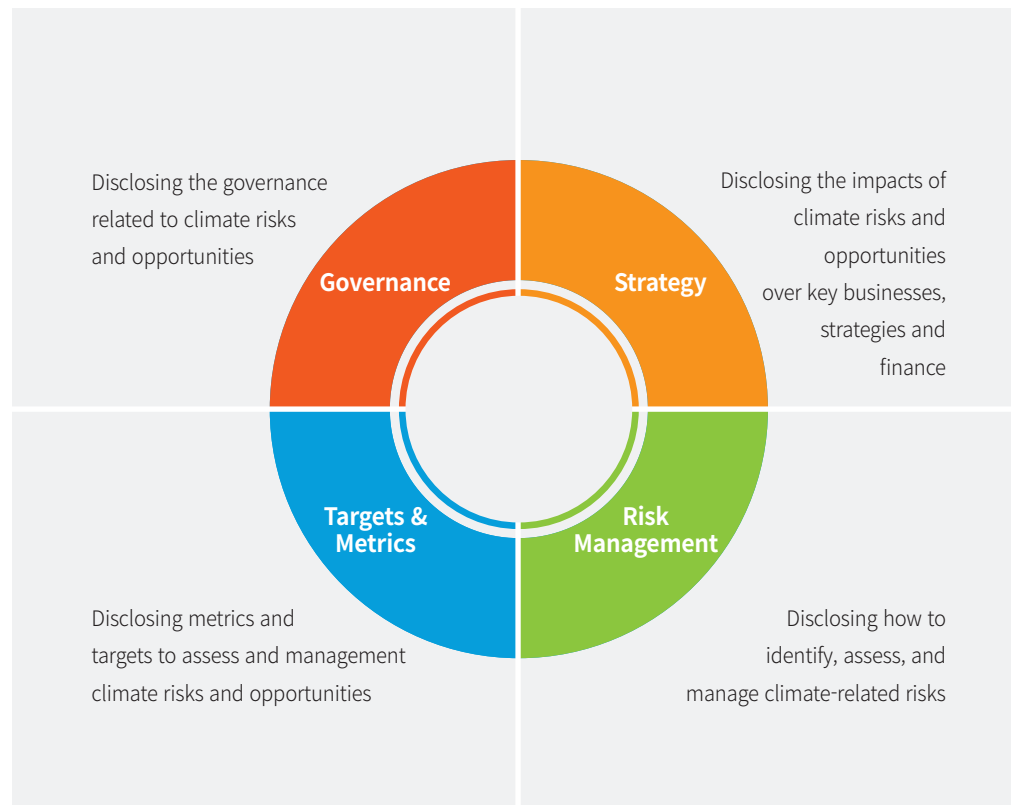 Disclosing the governance
related to climate risks
and opportunities
Governance
Strategy
Disclosing the impacts of
climate risks and
opportunities
over key businesses,
strategies and
finance
Targets &
Metrics
Disclosing metrics and
targets to assess and management
climate risks and opportunities
Risk
Management
Disclosing how to
identify, assess, and
manage climate-related risks